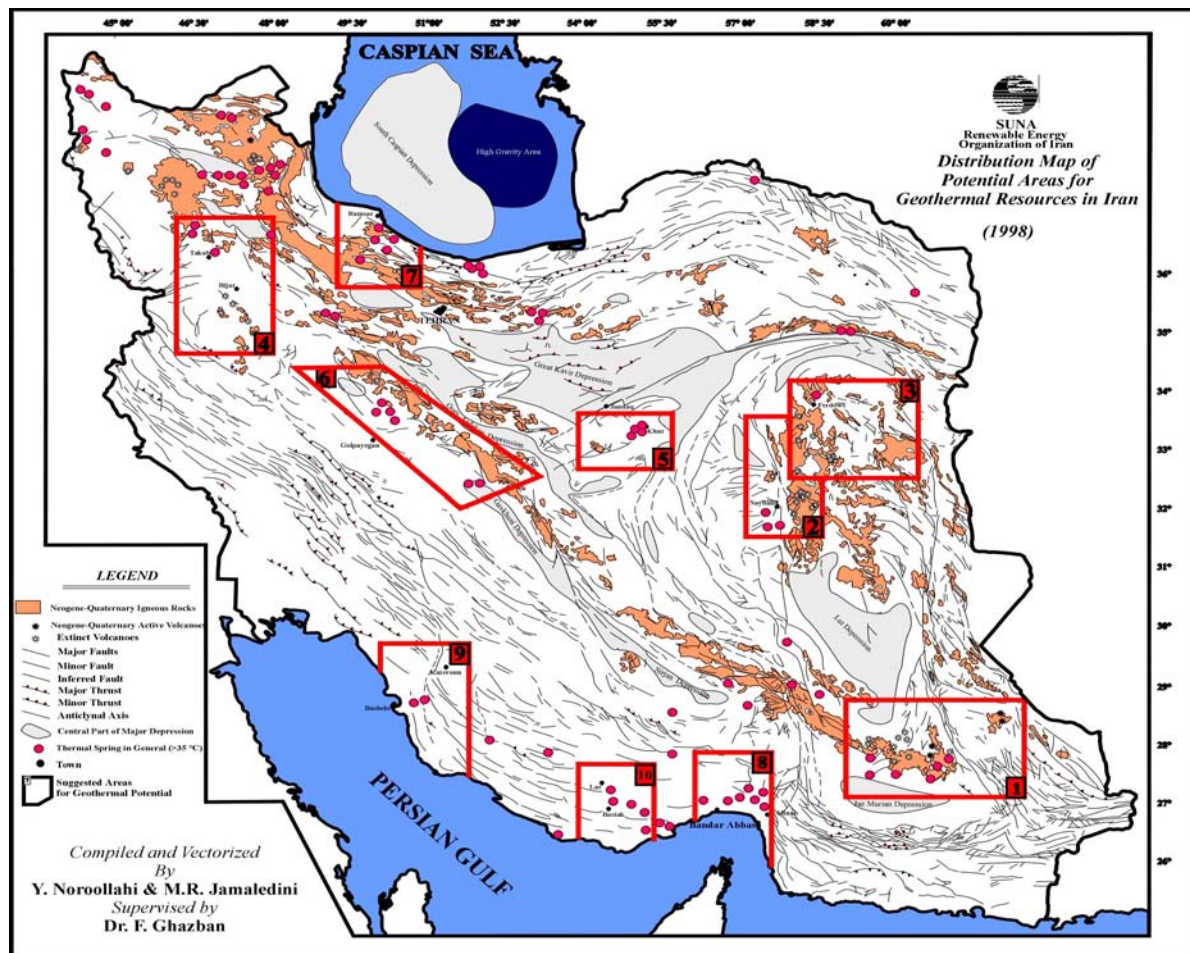 45° 00' 46° 30' 48° 00' 49° 30' 51° 00' 52° 30' 54° 00 55° 30' 57° 00' 58° 30' 60° 00'
CASPIAN SEA
South Caspian Depression
High Gravity Area
SUNA
Renewable Energy
Organization of Iran
Distribution Map of
Potential Areas for
Geothermal Resources in Iran
(1998)
Ramsar
7
Takab
Bijar
4
TEHRAN
36°
35°
34°
33°
32°
31°
30°
29°
28°
27°
26°
6
Golpayegan
Great Kavir Depression
Jandaq
Khur
5
Ferdows
3
2
Lut Depression
9
Kazeroon
10
Lar
Bastak
8
Bandar Abbas
Minab
1
Jaz Murian Depression
PERSIAN GULF
LEGEND
Neogene-Quaternary Igneous Rocks
Neogene-Quaternary Active Volcanoes
Extinct Volcanoes
Major Faults
Minor Fault
Inferred Fault
Major Thrust
Minor Thrust
Anticlynal Axis
Central Part of Major Depression
Thermal Spring in General (>35 °C)
Town
Suggested Areas
for Geothermal Potential
Compiled and Vectorized
By
Y. Noroollahi & M.R. Jamaledini
Supervised by
Dr. F. Ghazban